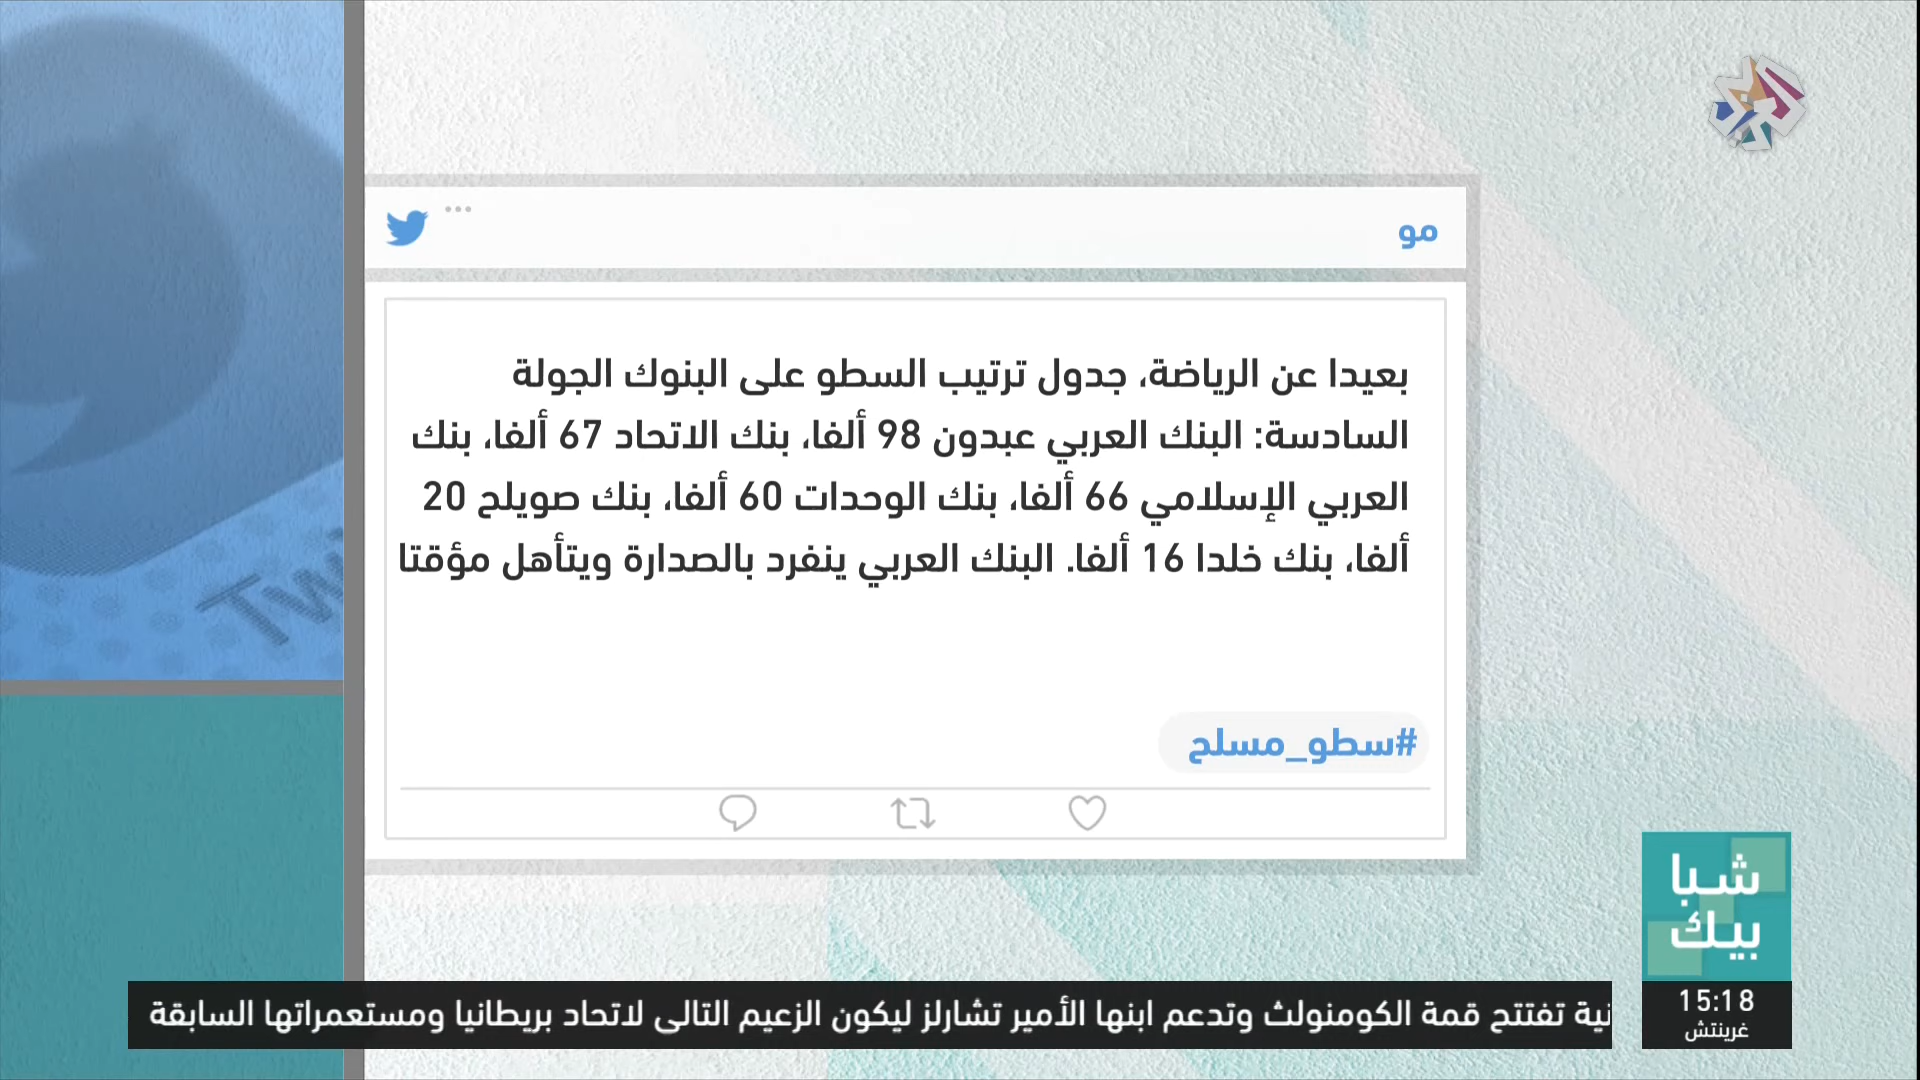 مو
بعيدا عن الرياضة، جدول ترتيب السطو على البنوك الجولة
السادسة: البنك العربي عبدون 98 ألفا، بنك الاتحاد 67 ألفا، بنك
العربي الإسلامي 66 ألفا، بنك الوحدات 60 ألفا، بنك صويلح 20
ألفا، بنك خلدا 16 ألفا. البنك العربي ينفرد بالصدارة ويتأهل مؤقتا
#سطو_مسلح
شبا
بيك
15:18
غرينتش
تفتتح قمة الكومنولث وتدعم ابنها الأمير تشارلز ليكون الزعيم التالى لاتحاد بريطانيا ومستعمراتها السابقة